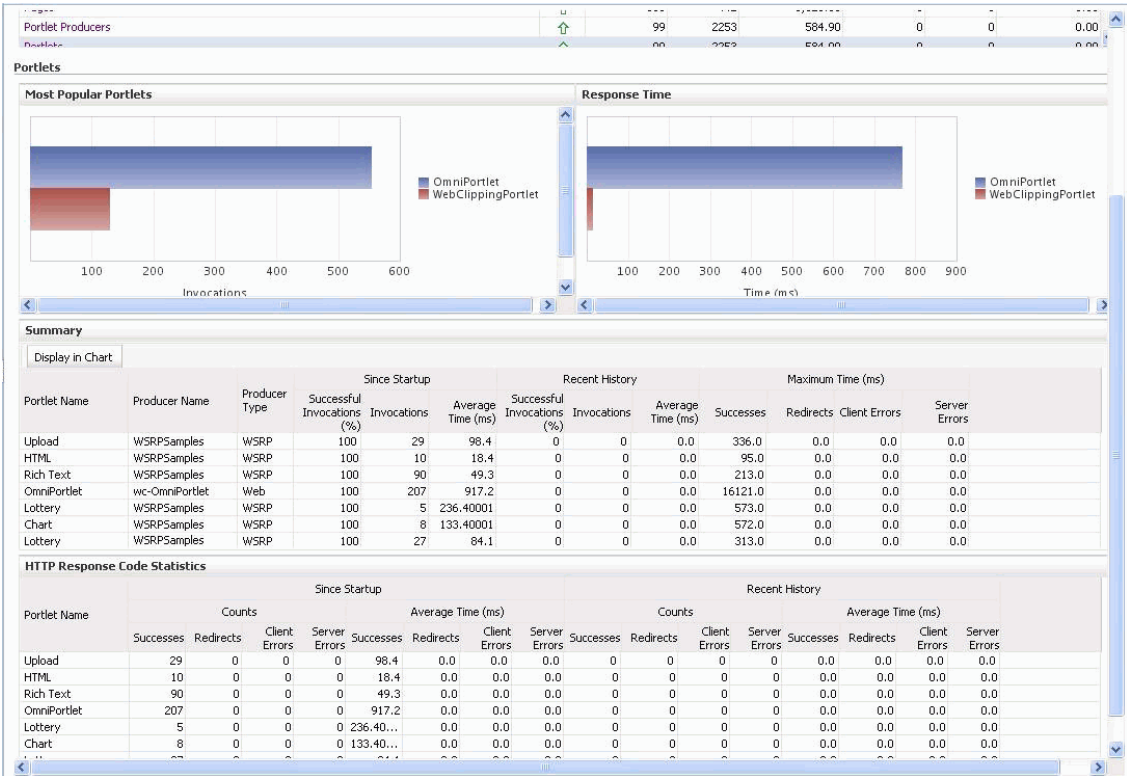 Portlet Producers 99 2253 584.90 0 0 0.00
Portlets
Most Popular Portlets
OmniPortlet
WebClippingPortlet
100 200 300 400 500 600
Invocations
Response Time
OmniPortlet
WebClippingPortlet
100 200 300 400 500 600 700 800 900
Time (ms)
Summary
Display in Chart
Since Startup Recent History Maximum Time (ms)
Portlet Name Producer Name Producer Type Successful Invocations (%) Invocations Average Time (ms) Successful Invocations (%) Invocations Average Time (ms) Successes Redirects Client Errors Server Errors
Upload WSRPSamples WSRP 100 29 98.4 0 0 0.0 336.0 0.0 0.0 0.0
HTML WSRPSamples WSRP 100 10 18.4 0 0 0.0 95.0 0.0 0.0 0.0
Rich Text WSRPSamples WSRP 100 90 49.3 0 0 0.0 213.0 0.0 0.0 0.0
OmniPortlet wc-OmniPortlet Web 100 207 917.2 0 0 0.0 16121.0 0.0 0.0 0.0
Lottery WSRPSamples WSRP 100 5 236.40001 0 0 0.0 573.0 0.0 0.0 0.0
Chart WSRPSamples WSRP 100 8 133.40001 0 0 0.0 572.0 0.0 0.0 0.0
Lottery WSRPSamples WSRP 100 27 84.1 0 0 0.0 313.0 0.0 0.0 0.0
HTTP Response Code Statistics
Since Startup Recent History
Counts Average Time (ms) Counts Average Time (ms)
Portlet Name Successes Redirects Client Errors Server Errors Successes Redirects Client Errors Server Errors Successes Redirects Client Errors Server Errors Successes Redirects Client Errors Server Errors
Upload 29 0 0 0 98.4 0.0 0.0 0.0 0 0 0 0 0.0 0.0 0.0 0.0
HTML 10 0 0 0 18.4 0.0 0.0 0.0 0 0 0 0 0.0 0.0 0.0 0.0
Rich Text 90 0 0 0 49.3 0.0 0.0 0.0 0 0 0 0 0.0 0.0 0.0 0.0
OmniPortlet 207 0 0 0 917.2 0.0 0.0 0.0 0 0 0 0 0.0 0.0 0.0 0.0
Lottery 5 0 0 0 236.40... 0.0 0.0 0.0 0 0 0 0 0.0 0.0 0.0 0.0
Chart 8 0 0 0 133.40... 0.0 0.0 0.0 0 0 0 0 0.0 0.0 0.0 0.0